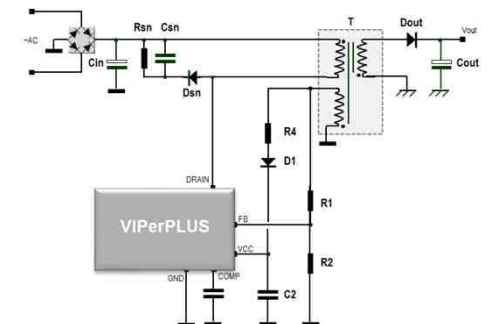 T
Dout
Vout
Rsn
Csn
~AC
Cin
Cout
Dsn
R4
D1
DRAIN
R1
VIPerPLUS
FB
VCC
R2
GND
COMP
C2